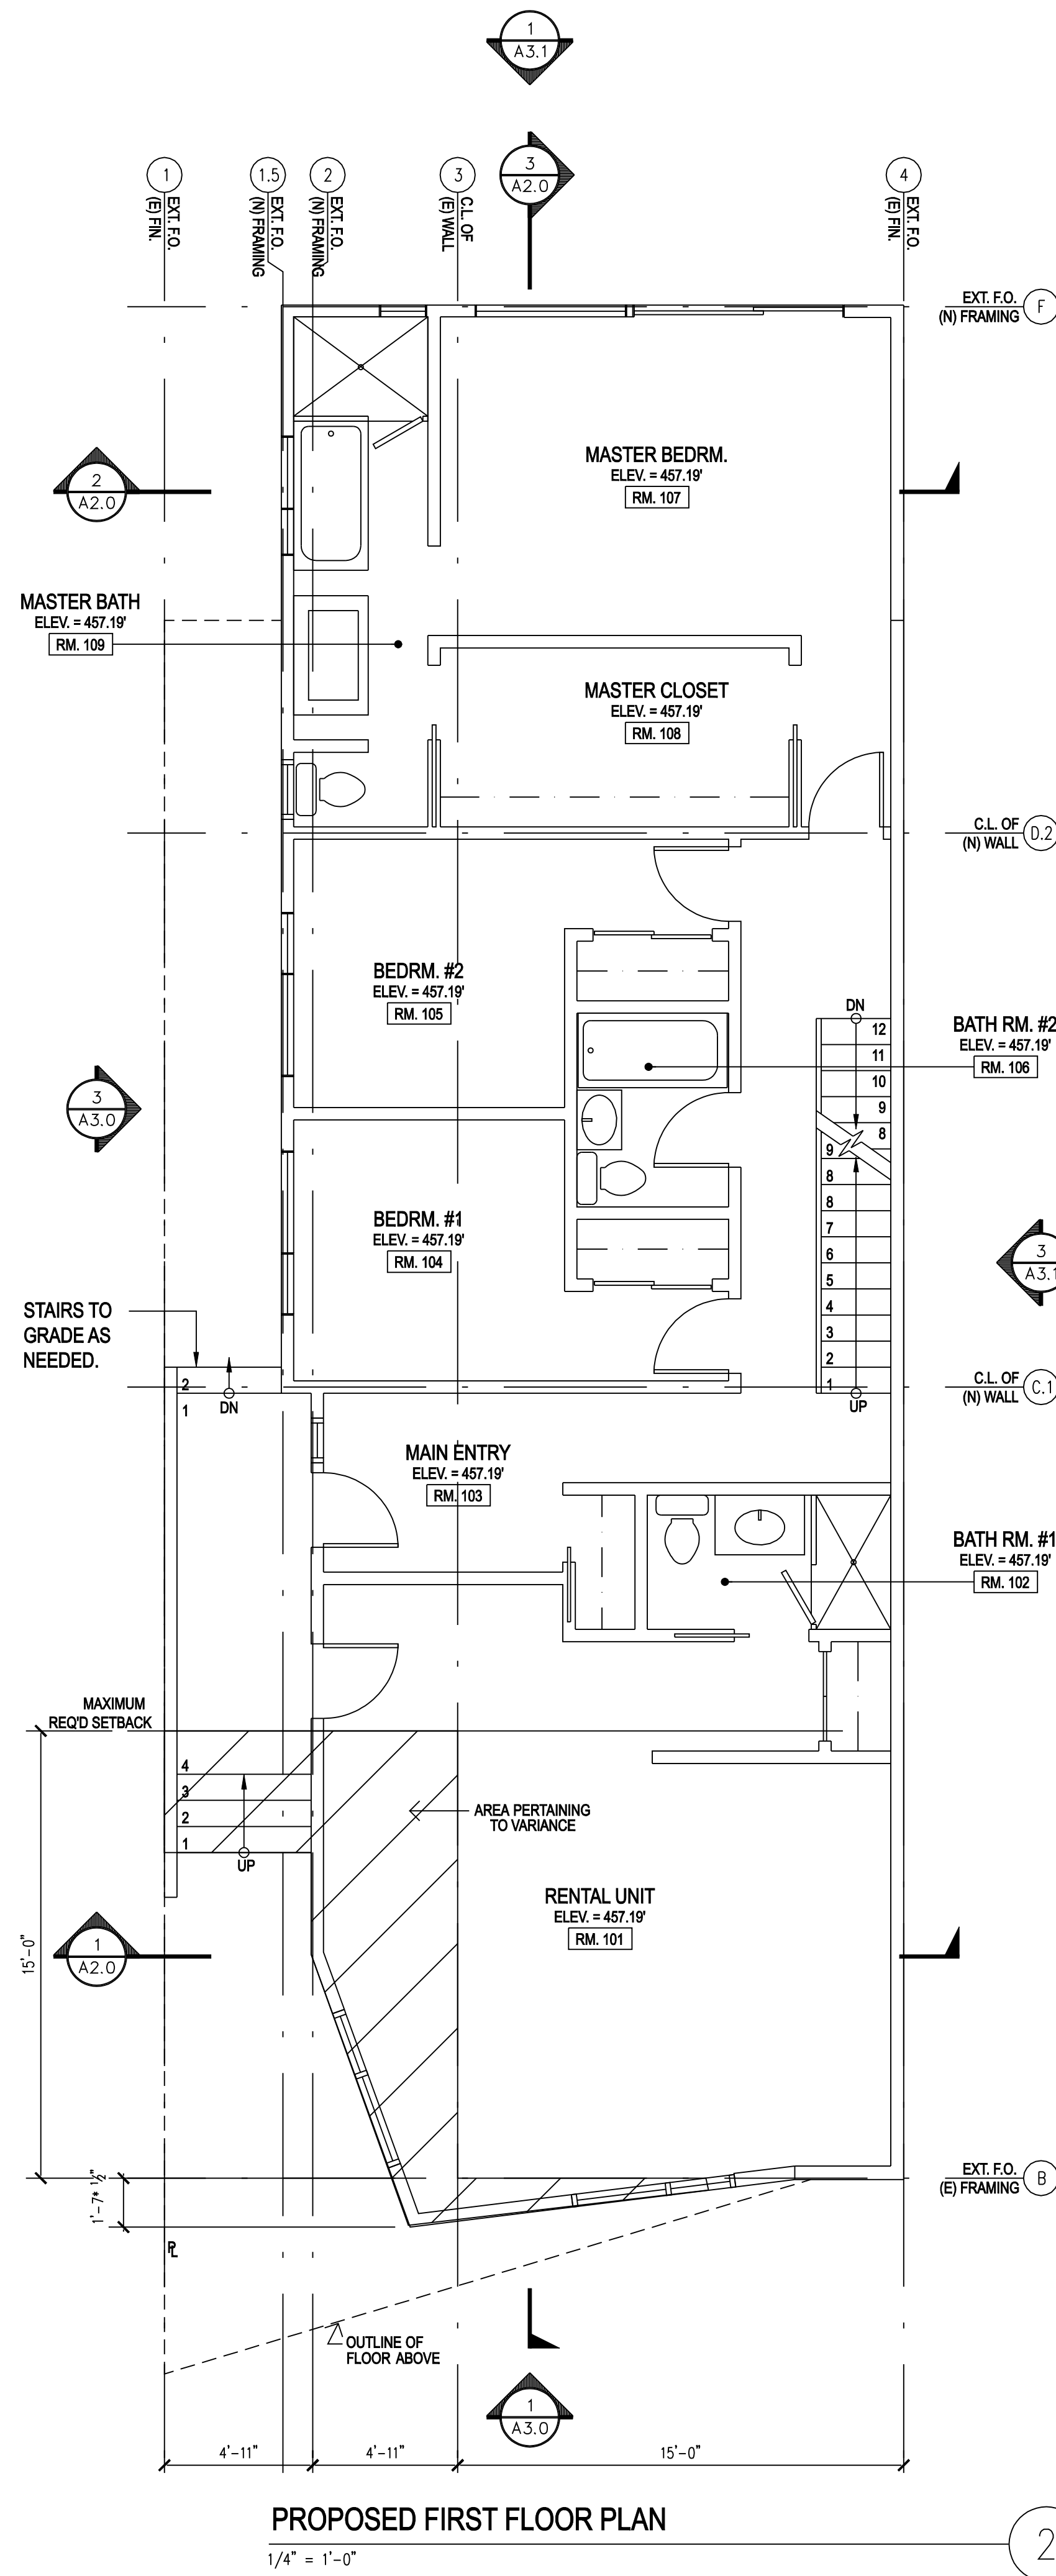 1
A3.1
3
A2.0
1
1.5
2
3
4
EXT. F.O.
(E) FIN.
EXT. F.O.
(N) FRAMING
EXT. F.O.
(N) FRAMING
C.L. OF
(E) WALL
EXT. F.O.
(E) FIN.
EXT. F.O.
(N) FRAMING
F
MASTER BEDRM.
ELEV. = 457.19'
RM. 107
2
A2.0
MASTER BATH
ELEV. = 457.19'
RM. 109
MASTER CLOSET
ELEV. = 457.19'
RM. 108
C.L. OF
(N) WALL
D.2
BEDRM. #2
ELEV. = 457.19'
RM. 105
DN
12
11
10
9
8
BATH RM. #2
ELEV. = 457.19'
RM. 106
3
A3.0
9
8
8
7
6
5
4
3
2
1
UP
BEDRM. #1
ELEV. = 457.19'
RM. 104
3
A3.1
STAIRS TO
GRADE AS
NEEDED.
2
1
DN
C.L. OF
(N) WALL
C.1
MAIN ENTRY
ELEV. = 457.19'
RM. 103
BATH RM. #1
ELEV. = 457.19'
RM. 102
MAXIMUM
REQ'D SETBACK
4
3
2
1
UP
AREA PERTAINING
TO VARIANCE
RENTAL UNIT
ELEV. = 457.19'
RM. 101
15'-0"
1
A2.0
1'-7" ½"
EXT. F.O.
(E) FRAMING
B
PL
OUTLINE OF
FLOOR ABOVE
1
A3.0
4'-11"
4'-11"
15'-0"
PROPOSED FIRST FLOOR PLAN
1/4" = 1'-0"
2